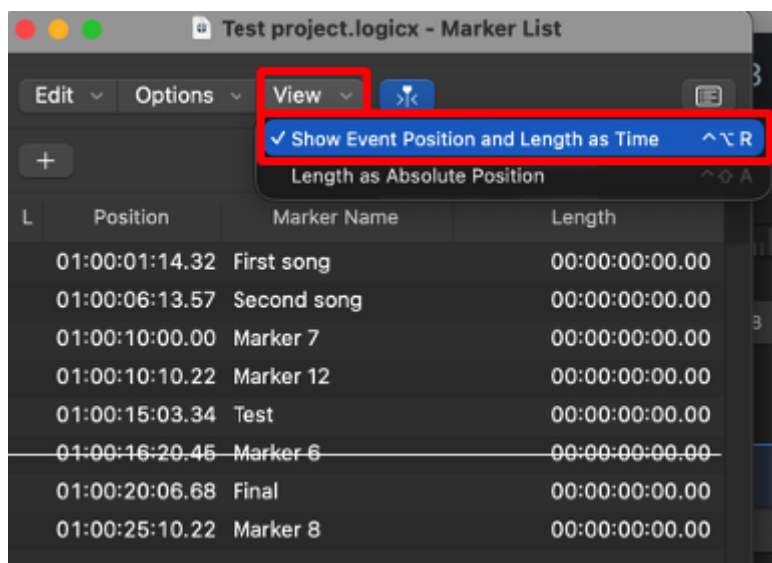 Test project.logicx - Marker List
Edit Options View
✓ Show Event Position and Length as Time ^⌥R
+
Length as Absolute Position ^⇧A
L Position Marker Name Length
01:00:01:14.32 First song 00:00:00:00.00
01:00:06:13.57 Second song 00:00:00:00.00
01:00:10:00.00 Marker 7 00:00:00:00.00
01:00:10:10.22 Marker 12 00:00:00:00.00
01:00:15:03.34 Test 00:00:00:00.00
01:00:16:20.45 Marker 6 00:00:00:00.00
01:00:20:06.68 Final 00:00:00:00.00
01:00:25:10.22 Marker 8 00:00:00:00.00